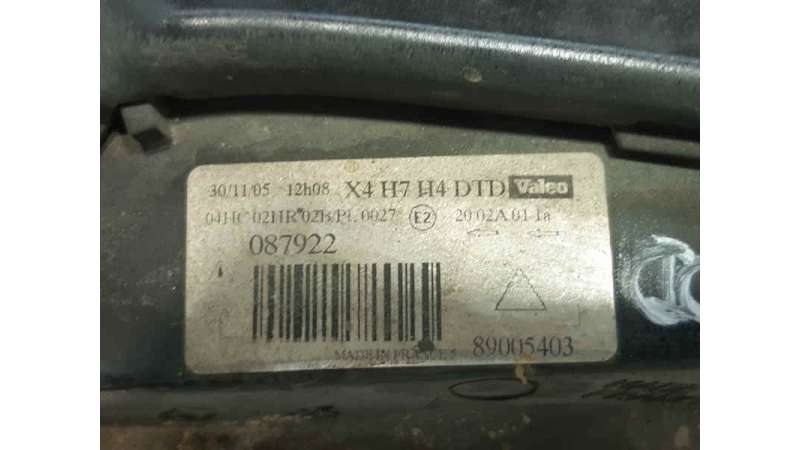 30/11/05 12h08 X4 H7 H4 DTD Valeo
04HC 02HR 02B/PL 0027 E2 20 02A 01 1a
087922
MADE IN FRANCE
89005403